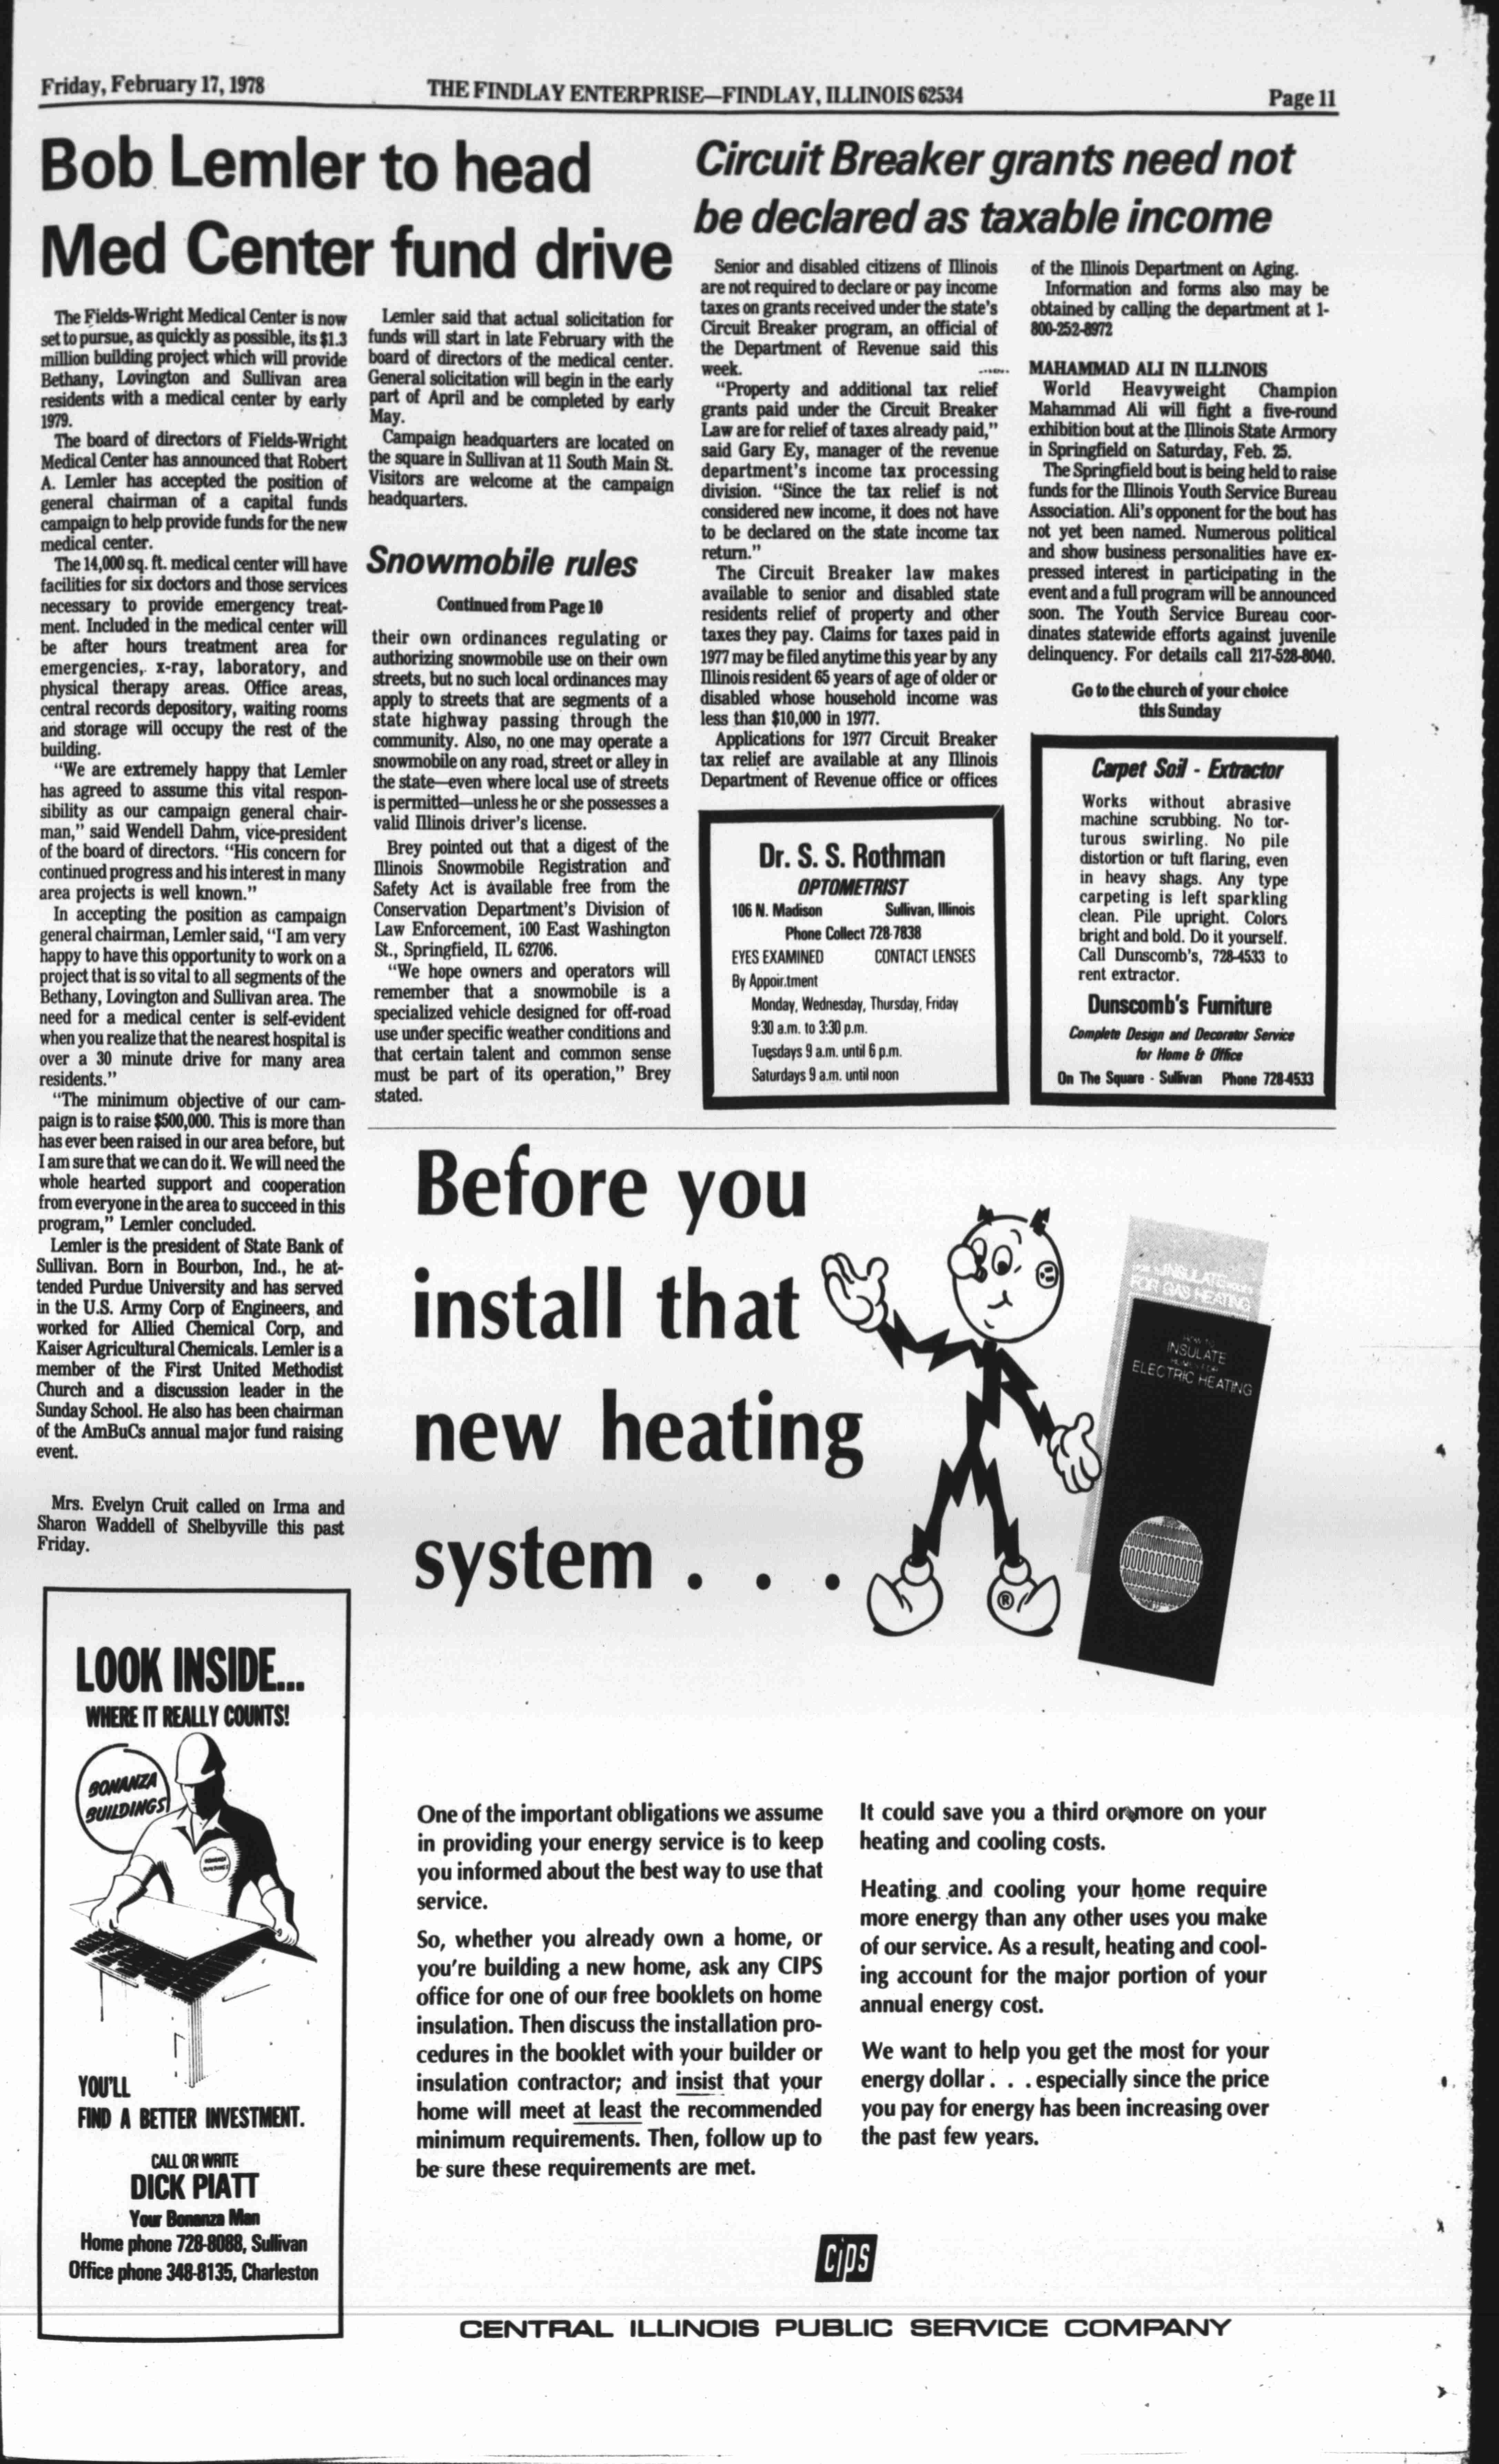 Friday, February 17, 1978
THE FINDLAY ENTERPRISE—FINDLAY, ILLINOIS 62534
Page 11
Bob Lemler to head
Med Center fund drive
The Fields-Wright Medical Center is now
set to pursue, as quickly as possible, its $1.3
million building project which will provide
Bethany, Lovington and Sullivan area
residents with a medical center by early
1979.
The board of directors of Fields-Wright
Medical Center has announced that Robert
A. Lemler has accepted the position of
general chairman of a capital funds
campaign to help provide funds for the new
medical center.
The 14,000 sq. ft. medical center will have
facilities for six doctors and those services
necessary to provide emergency treat-
ment. Included in the medical center will
be after hours treatment area for
emergencies, x-ray, laboratory, and
physical therapy areas. Office areas,
central records depository, waiting rooms
and storage will occupy the rest of the
building.
"We are extremely happy that Lemler
has agreed to assume this vital respon-
sibility as our campaign general chair-
man," said Wendell Dahm, vice-president
of the board of directors. "His concern for
continued progress and his interest in many
area projects is well known."
In accepting the position as campaign
general chairman, Lemler said, "I am very
happy to have this opportunity to work on a
project that is so vital to all segments of the
Bethany, Lovington and Sullivan area. The
need for a medical center is self-evident
when you realize that the nearest hospital is
over a 30 minute drive for many area
residents."
"The minimum objective of our cam-
paign is to raise $500,000. This is more than
has ever been raised in our area before, but
I am sure that we can do it. We will need the
whole hearted support and cooperation
from everyone in the area to succeed in this
program," Lemler concluded.
Lemler is the president of State Bank of
Sullivan. Born in Bourbon, Ind., he at-
tended Purdue University and has served
in the U.S. Army Corp of Engineers, and
worked for Allied Chemical Corp, and
Kaiser Agricultural Chemicals. Lemler is a
member of the First United Methodist
Church and a discussion leader in the
Sunday School. He also has been chairman
of the AmBuCs annual major fund raising
event.
Mrs. Evelyn Cruit called on Irma and
Sharon Waddell of Shelbyville this past
Friday.
Lemler said that actual solicitation for
funds will start in late February with the
board of directors of the medical center.
General solicitation will begin in the early
part of April and be completed by early
May.
Campaign headquarters are located on
the square in Sullivan at 11 South Main St.
Visitors are welcome at the campaign
headquarters.
Snowmobile rules
Continued from Page 10
their own ordinances regulating or
authorizing snowmobile use on their own
streets, but no such local ordinances may
apply to streets that are segments of a
state highway passing through the
community. Also, no one may operate a
snowmobile on any road, street or alley in
the state—even where local use of streets
is permitted—unless he or she possesses a
valid Illinois driver's license.
Brey pointed out that a digest of the
Illinois Snowmobile Registration and
Safety Act is available free from the
Conservation Department's Division of
Law Enforcement, 100 East Washington
St., Springfield, IL 62706.
"We hope owners and operators will
remember that a snowmobile is a
specialized vehicle designed for off-road
use under specific weather conditions and
that certain talent and common sense
must be part of its operation," Brey
stated.
Circuit Breaker grants need not
be declared as taxable income
Senior and disabled citizens of Illinois
are not required to declare or pay income
taxes on grants received under the state's
Circuit Breaker program, an official of
the Department of Revenue said this
week.
"Property and additional tax relief
grants paid under the Circuit Breaker
Law are for relief of taxes already paid,"
said Gary Ey, manager of the revenue
department's income tax processing
division. "Since the tax relief is not
considered new income, it does not have
to be declared on the state income tax
return."
The Circuit Breaker law makes
available to senior and disabled state
residents relief of property and other
taxes they pay. Claims for taxes paid in
1977 may be filed anytime this year by any
Illinois resident 65 years of age of older or
disabled whose household income was
less than $10,000 in 1977.
Applications for 1977 Circuit Breaker
tax relief are available at any Illinois
Department of Revenue office or offices
of the Illinois Department on Aging.
Information and forms also may be
obtained by calling the department at 1-
800-252-8972
MAHAMMAD ALI IN ILLINOIS
World Heavyweight Champion
Mahammad Ali will fight a five-round
exhibition bout at the Illinois State Armory
in Springfield on Saturday, Feb. 25.
The Springfield bout is being held to raise
funds for the Illinois Youth Service Bureau
Association. Ali's opponent for the bout has
not yet been named. Numerous political
and show business personalities have ex-
pressed interest in participating in the
event and a full program will be announced
soon. The Youth Service Bureau coor-
dinates statewide efforts against juvenile
delinquency. For details call 217-528-8040.
Go to the church of your choice
this Sunday
Dr. S. S. Rothman
OPTOMETRIST
106 N. Madison Sullivan, Illinois
Phone Collect 728-7838
EYES EXAMINED CONTACT LENSES
By Appointment
Monday, Wednesday, Thursday, Friday
9:30 a.m. to 3:30 p.m.
Tuesdays 9 a.m. until 6 p.m.
Saturdays 9 a.m. until noon
Carpet Soil - Extractor
Works without abrasive
machine scrubbing. No tor-
turous swirling. No pile
distortion or tuft flaring, even
in heavy shags. Any type
carpeting is left sparkling
clean. Pile upright. Colors
bright and bold. Do it yourself.
Call Dunscomb's, 728-4533 to
rent extractor.
Dunscomb's Furniture
Complete Design and Decorator Service
for Home & Office
On The Square - Sullivan Phone 728-4533
LOOK INSIDE...
WHERE IT REALLY COUNTS!
BONANZA
BUILDINGS
YOU'LL
FIND A BETTER INVESTMENT.
CALL OR WRITE
DICK PIATT
Your Bonanza Man
Home phone 728-8088, Sullivan
Office phone 348-8135, Charleston
Before you
install that
new heating
system . . .
INSULATE
FOR GAS HEATING
INSULATE
ELECTRIC HEATING
®
One of the important obligations we assume
in providing your energy service is to keep
you informed about the best way to use that
service.
So, whether you already own a home, or
you're building a new home, ask any CIPS
office for one of our free booklets on home
insulation. Then discuss the installation pro-
cedures in the booklet with your builder or
insulation contractor; and insist that your
home will meet at least the recommended
minimum requirements. Then, follow up to
be sure these requirements are met.
It could save you a third or more on your
heating and cooling costs.
Heating and cooling your home require
more energy than any other uses you make
of our service. As a result, heating and cool-
ing account for the major portion of your
annual energy cost.
We want to help you get the most for your
energy dollar . . . especially since the price
you pay for energy has been increasing over
the past few years.
CIPS
CENTRAL ILLINOIS PUBLIC SERVICE COMPANY